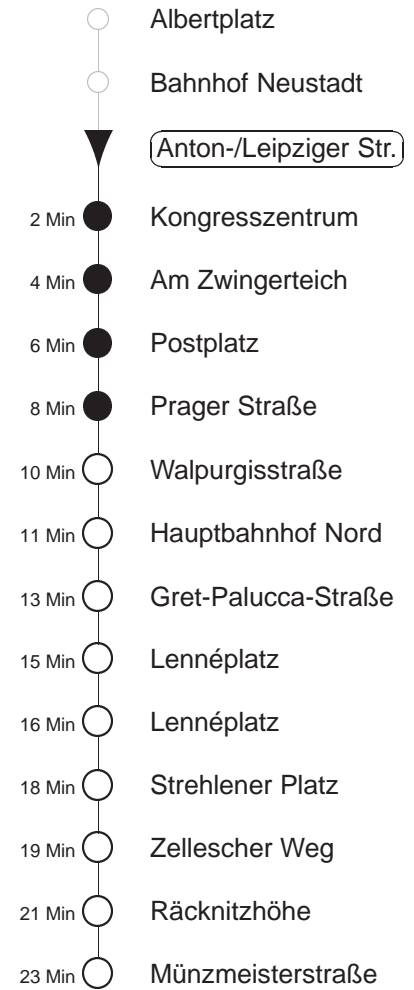 Albertplatz
Bahnhof Neustadt
Anton-/Leipziger Str.
2 Min Kongresszentrum
4 Min Am Zwingerteich
6 Min Postplatz
8 Min Prager Straße
10 Min Walpurgisstraße
11 Min Hauptbahnhof Nord
13 Min Gret-Palucca-Straße
15 Min Lennéplatz
16 Min Lennéplatz
18 Min Strehlener Platz
19 Min Zellescher Weg
21 Min Räcknitzhöhe
23 Min Münzmeisterstraße